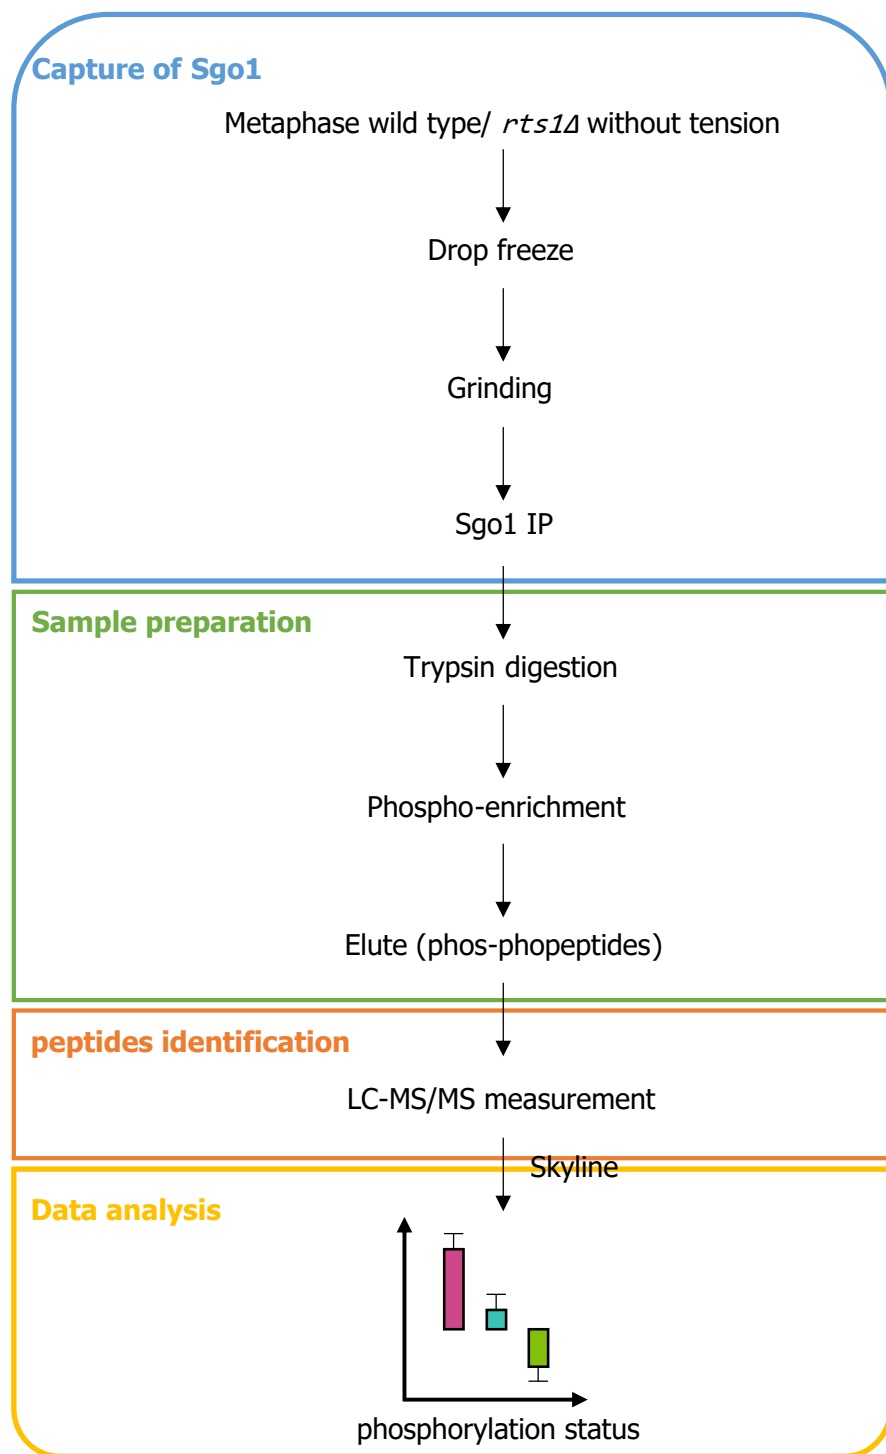 Capture of Sgo1
Metaphase wild type/ rts1Δ without tension
Drop freeze
Grinding
Sgo1 IP
Sample preparation
Trypsin digestion
Phospho-enrichment
Elute (phos-phopeptides)
peptides identification
LC-MS/MS measurement
Skyline
Data analysis
phosphorylation status